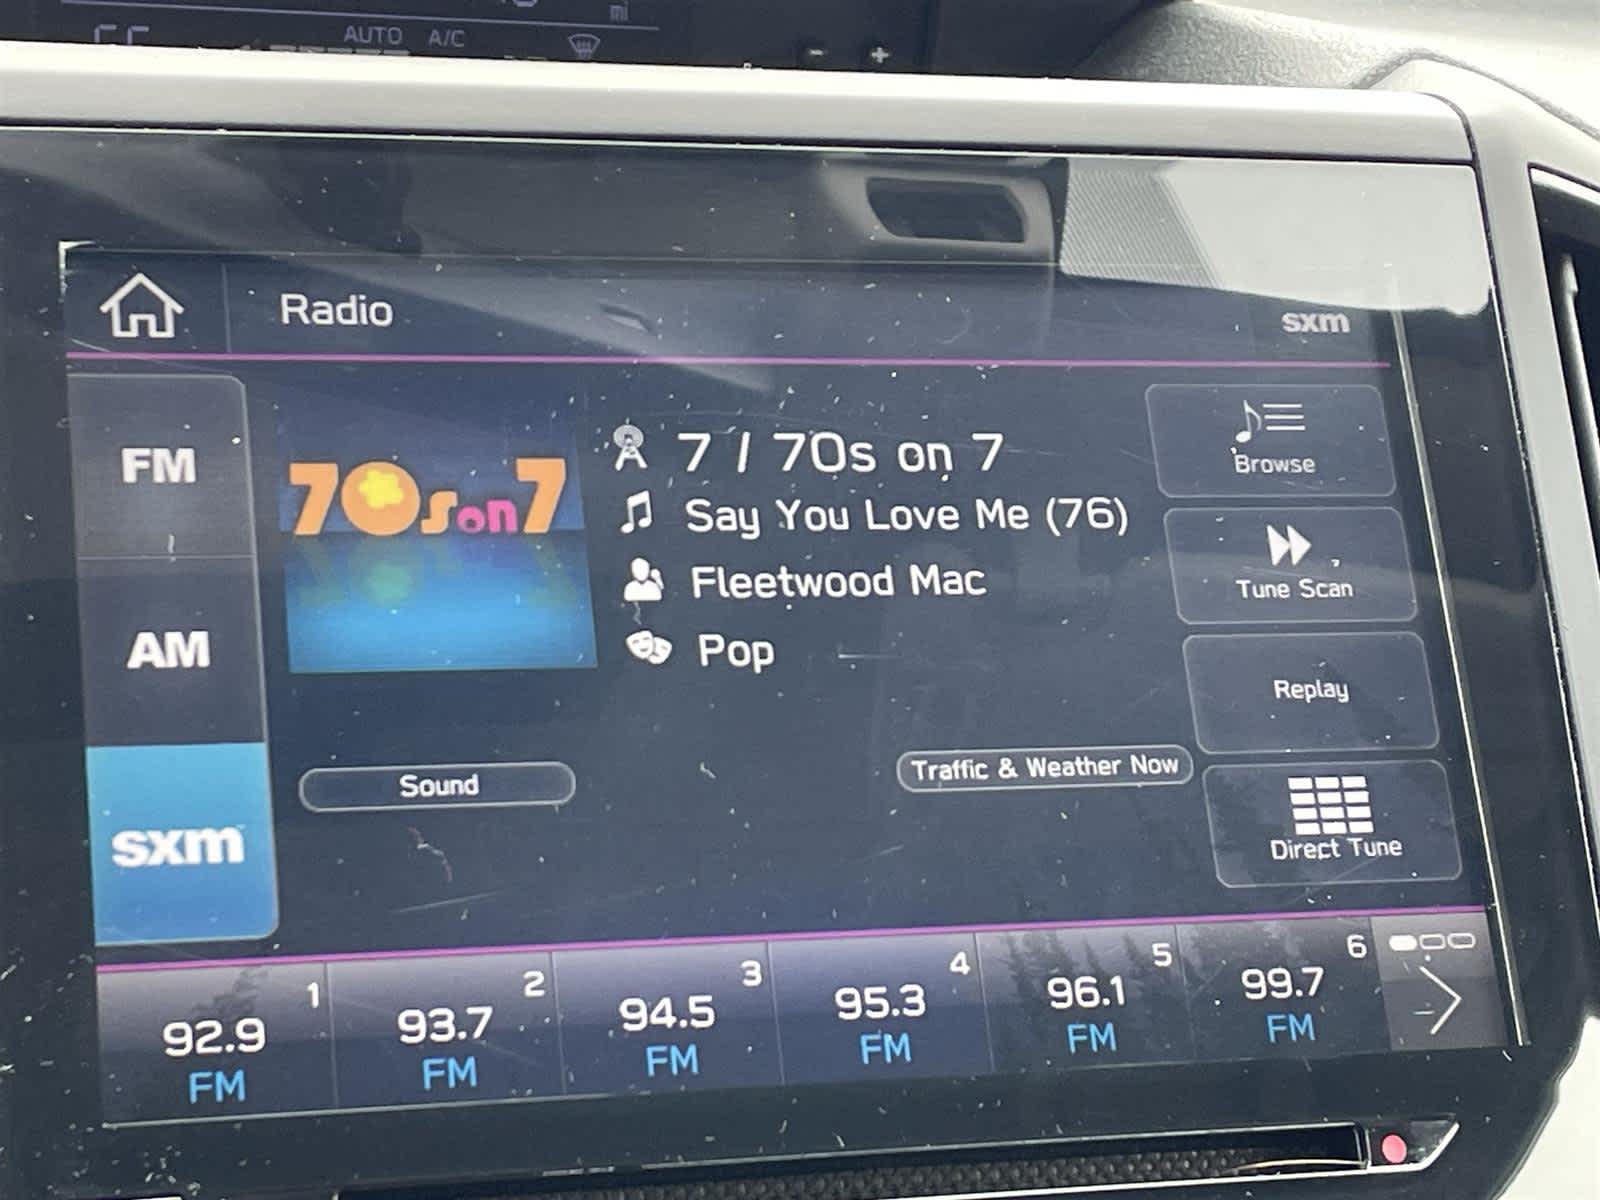 mi
AUTO A/C
- +
Radio
sxm
FM
AM
sxm
70s on 7
7 / 70s on 7
Say You Love Me (76)
Fleetwood Mac
Pop
Browse
Tune Scan
Replay
Direct Tune
Sound
Traffic & Weather Now
1 2 3 4 5 6
92.9 93.7 94.5 95.3 96.1 99.7
FM FM FM FM FM FM